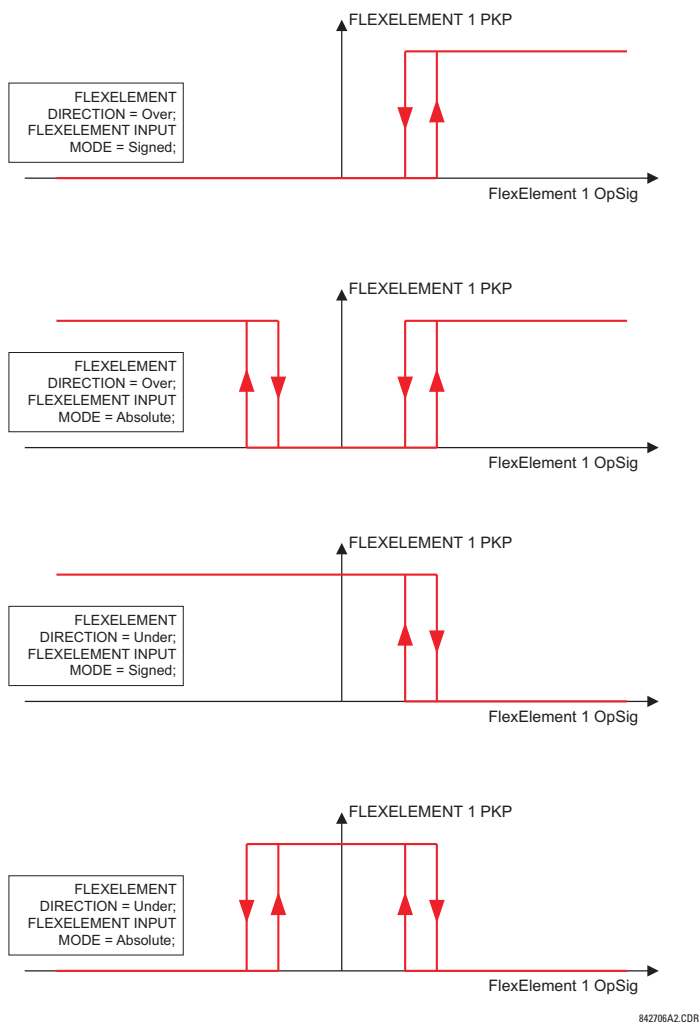 FLEXELEMENT 1 PKP
FLEXELEMENT
DIRECTION = Over;
FLEXELEMENT INPUT
MODE = Signed;
FlexElement 1 OpSig
FLEXELEMENT 1 PKP
FLEXELEMENT
DIRECTION = Over;
FLEXELEMENT INPUT
MODE = Absolute;
FlexElement 1 OpSig
FLEXELEMENT 1 PKP
FLEXELEMENT
DIRECTION = Under;
FLEXELEMENT INPUT
MODE = Signed;
FlexElement 1 OpSig
FLEXELEMENT 1 PKP
FLEXELEMENT
DIRECTION = Under;
FLEXELEMENT INPUT
MODE = Absolute;
FlexElement 1 OpSig
842706A2.CDR